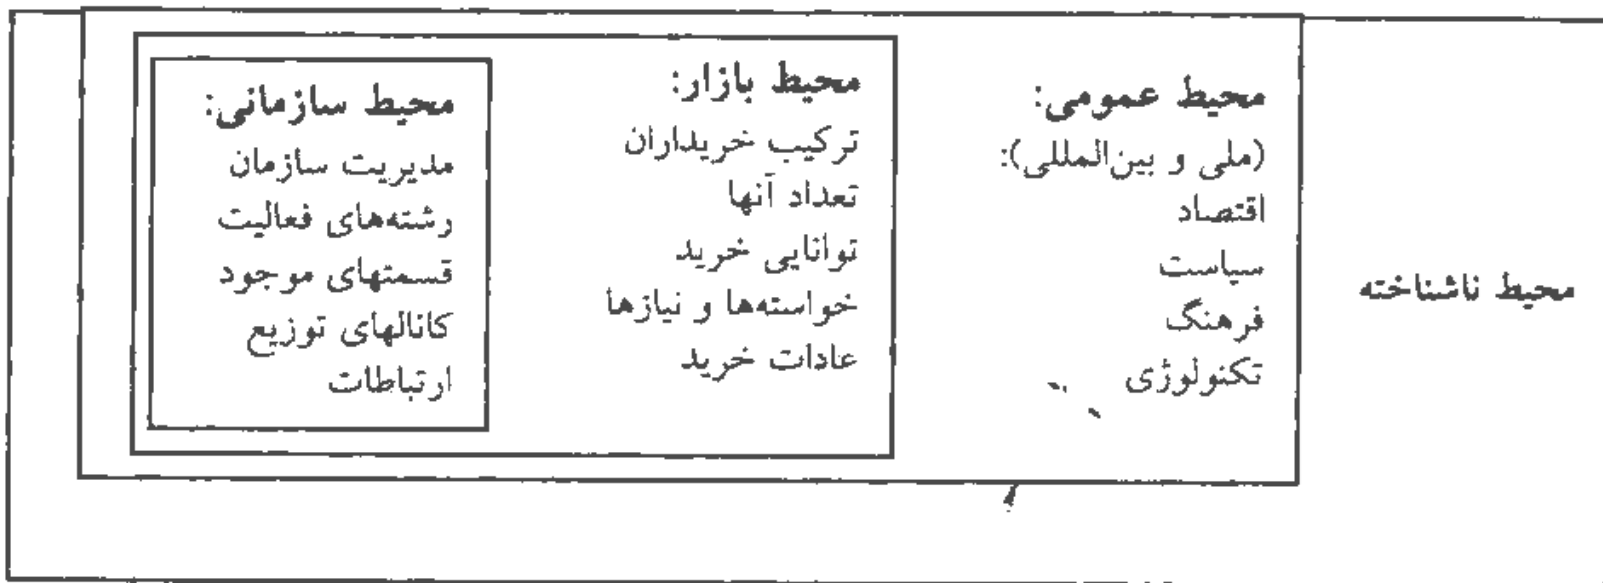 محیط ناشناخته
محیط عمومی:
(ملی و بین‌المللی):
اقتصاد
سیاست
فرهنگ
تکنولوژی
محیط بازار:
ترکیب خریداران
تعداد آنها
توانایی خرید
خواسته‌ها و نیازها
عادات خرید
محیط سازمانی:
مدیریت سازمان
رشته‌های فعالیت
قسمتهای موجود
کانالهای توزیع
ارتباطات